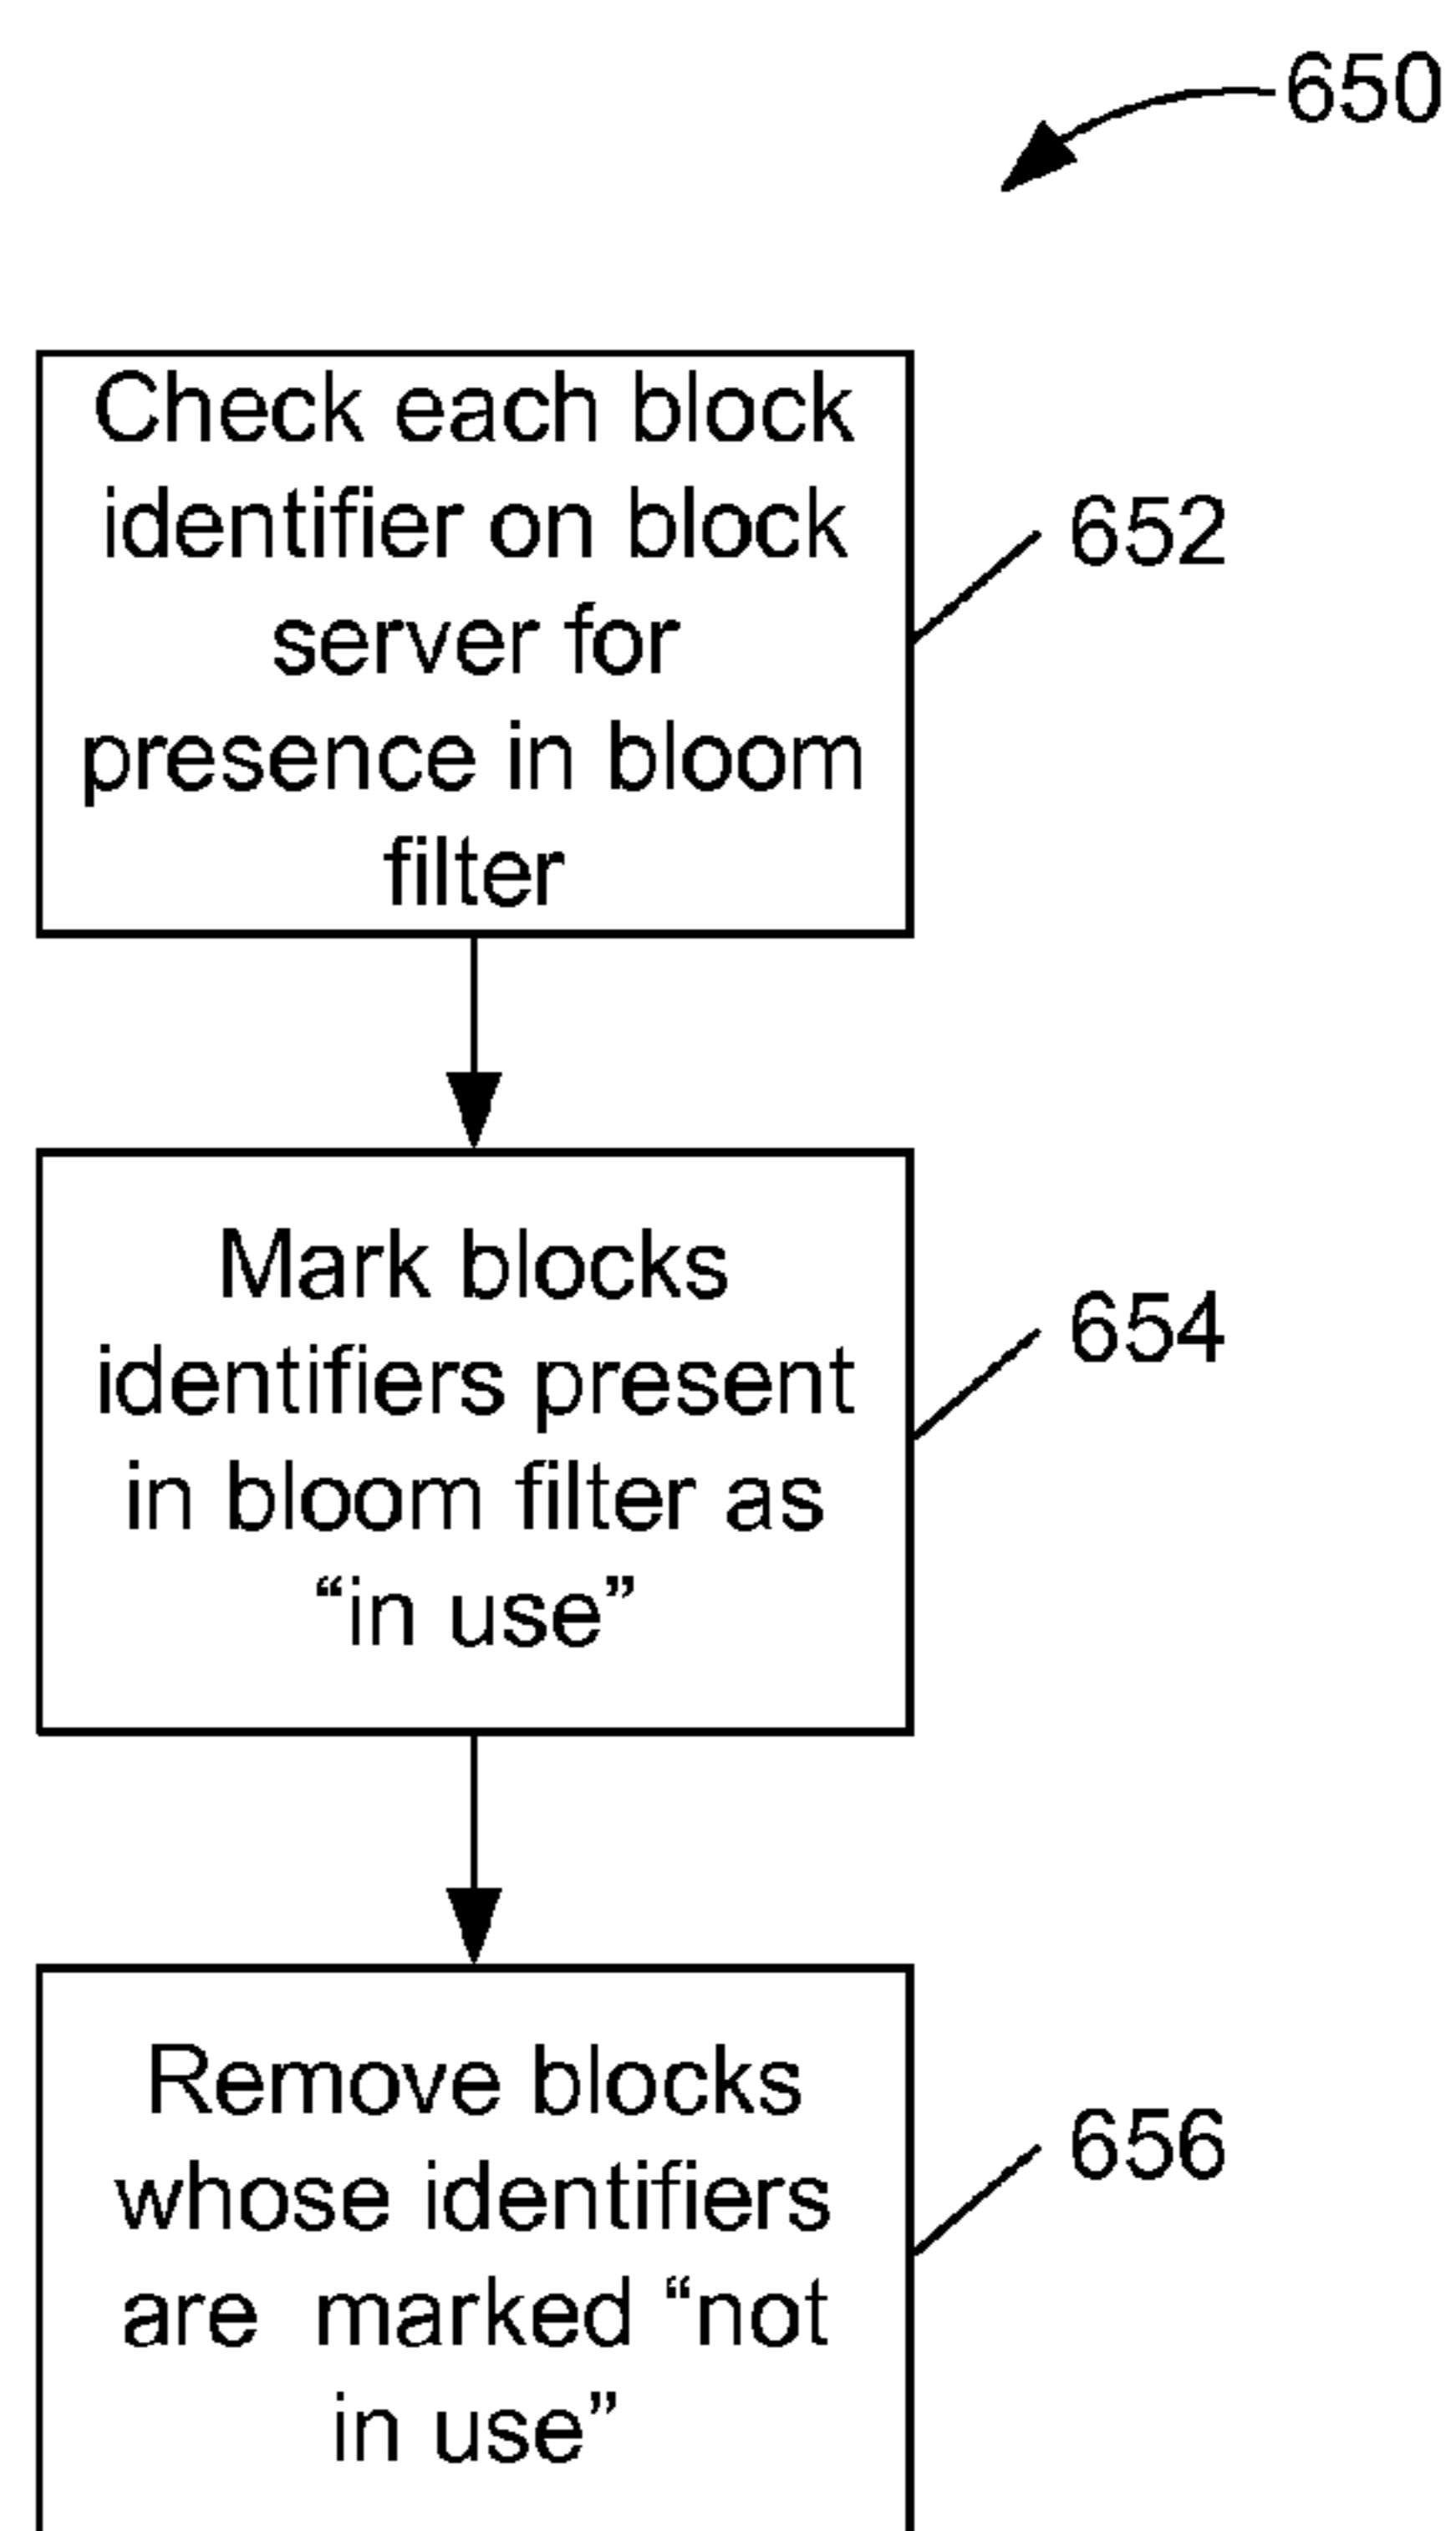 650
Check each block
identifier on block
server for
presence in bloom
filter
652
Mark blocks
identifiers present
in bloom filter as
“in use”
654
Remove blocks
whose identifiers
are marked “not
in use”
656